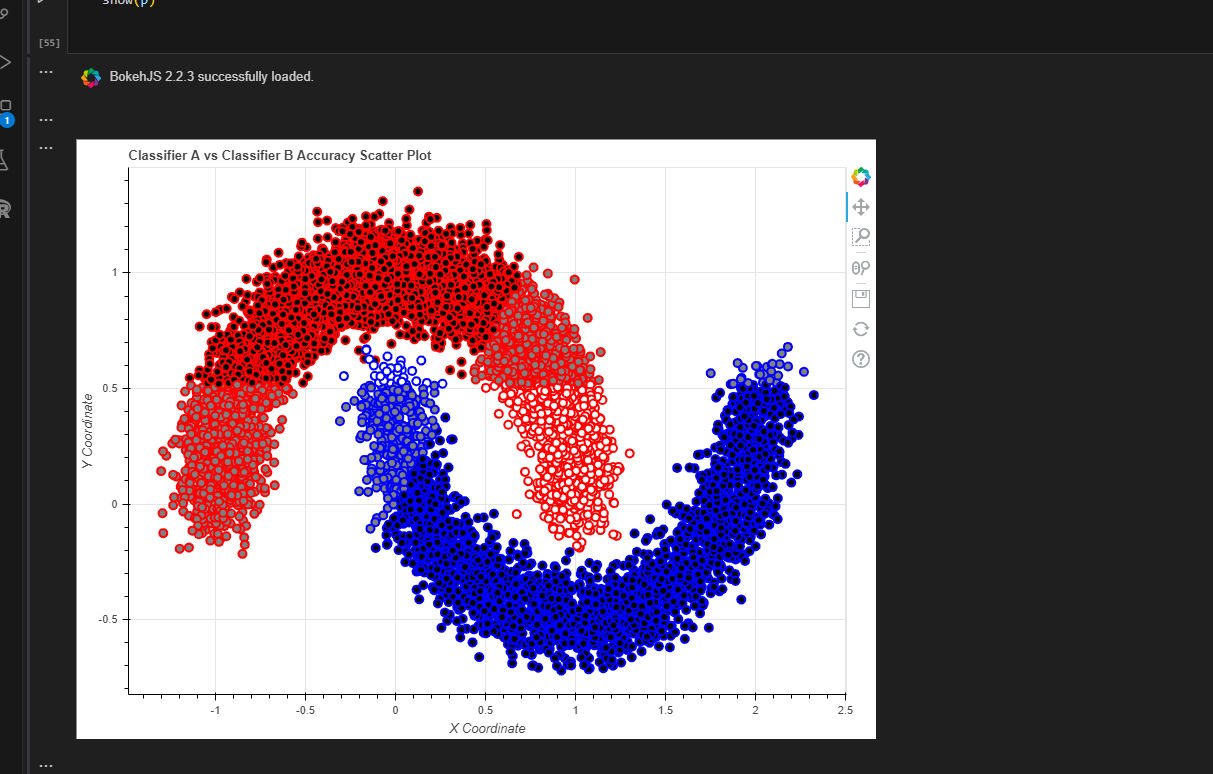 show(p)
[55]
...
BokehJS 2.2.3 successfully loaded.
...
1
...
Classifier A vs Classifier B Accuracy Scatter Plot
1
0.5
0
-0.5
Y Coordinate
-1 -0.5 0 0.5 1 1.5 2 2.5
X Coordinate
...